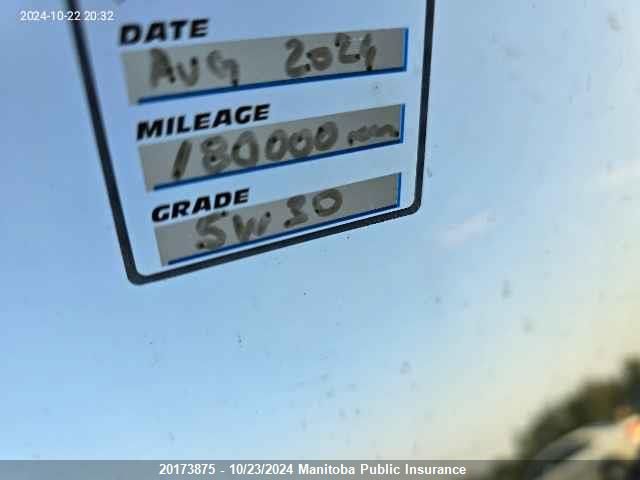 2024-10-22 20:32
DATE
AUG 2024
MILEAGE
180000 km
GRADE
5W30
20173875 - 10/23/2024 Manitoba Public Insurance